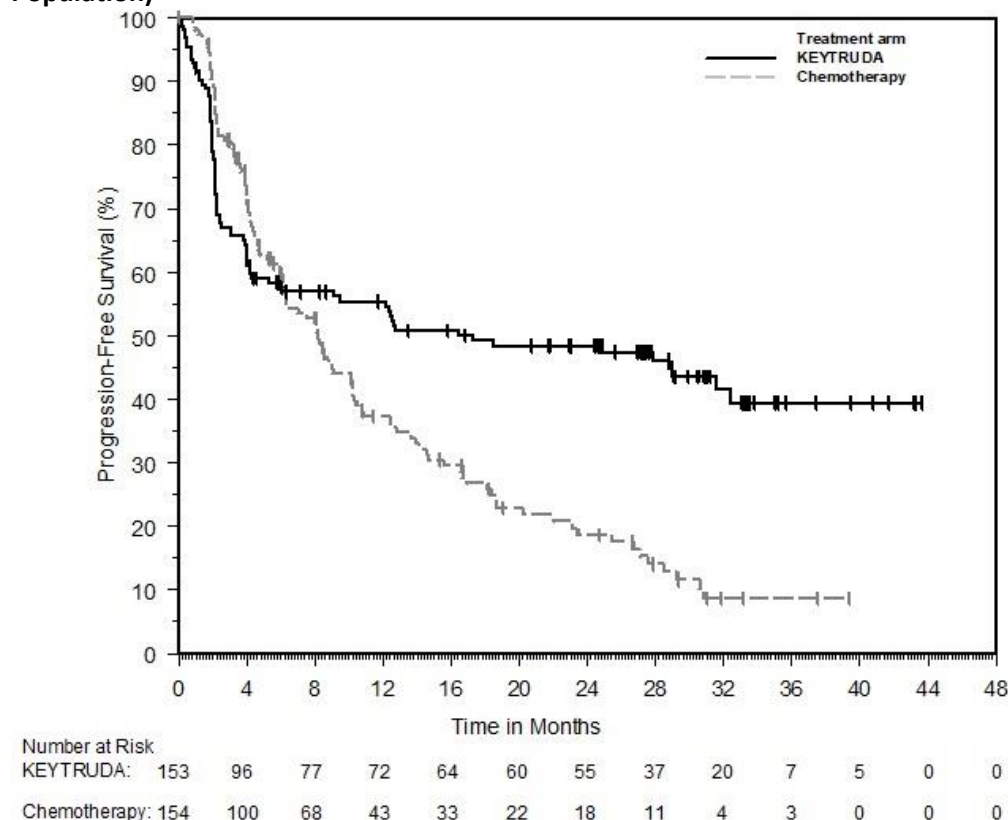 Population)
100
90
80
70
60
50
40
30
20
10
0
Progression-Free Survival (%)
Treatment arm
KEYTRUDA
Chemotherapy
0 4 8 12 16 20 24 28 32 36 40 44 48
Time in Months
Number at Risk
KEYTRUDA: 153 96 77 72 64 60 55 37 20 7 5 0 0
Chemotherapy: 154 100 68 43 33 22 18 11 4 3 0 0 0